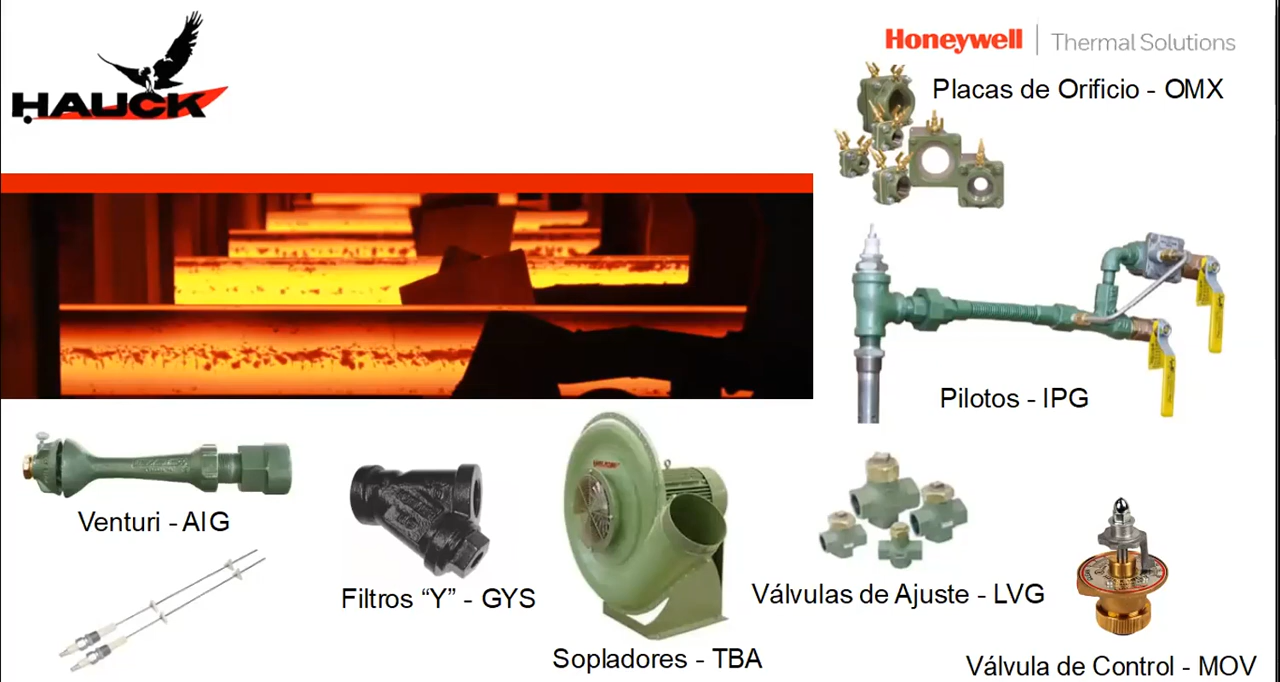 HAUCK
Honeywell | Thermal Solutions
Placas de Orificio - OMX
Pilotos - IPG
Venturi - AIG
Filtros “Y” - GYS
Sopladores - TBA
Válvulas de Ajuste - LVG
Válvula de Control - MOV